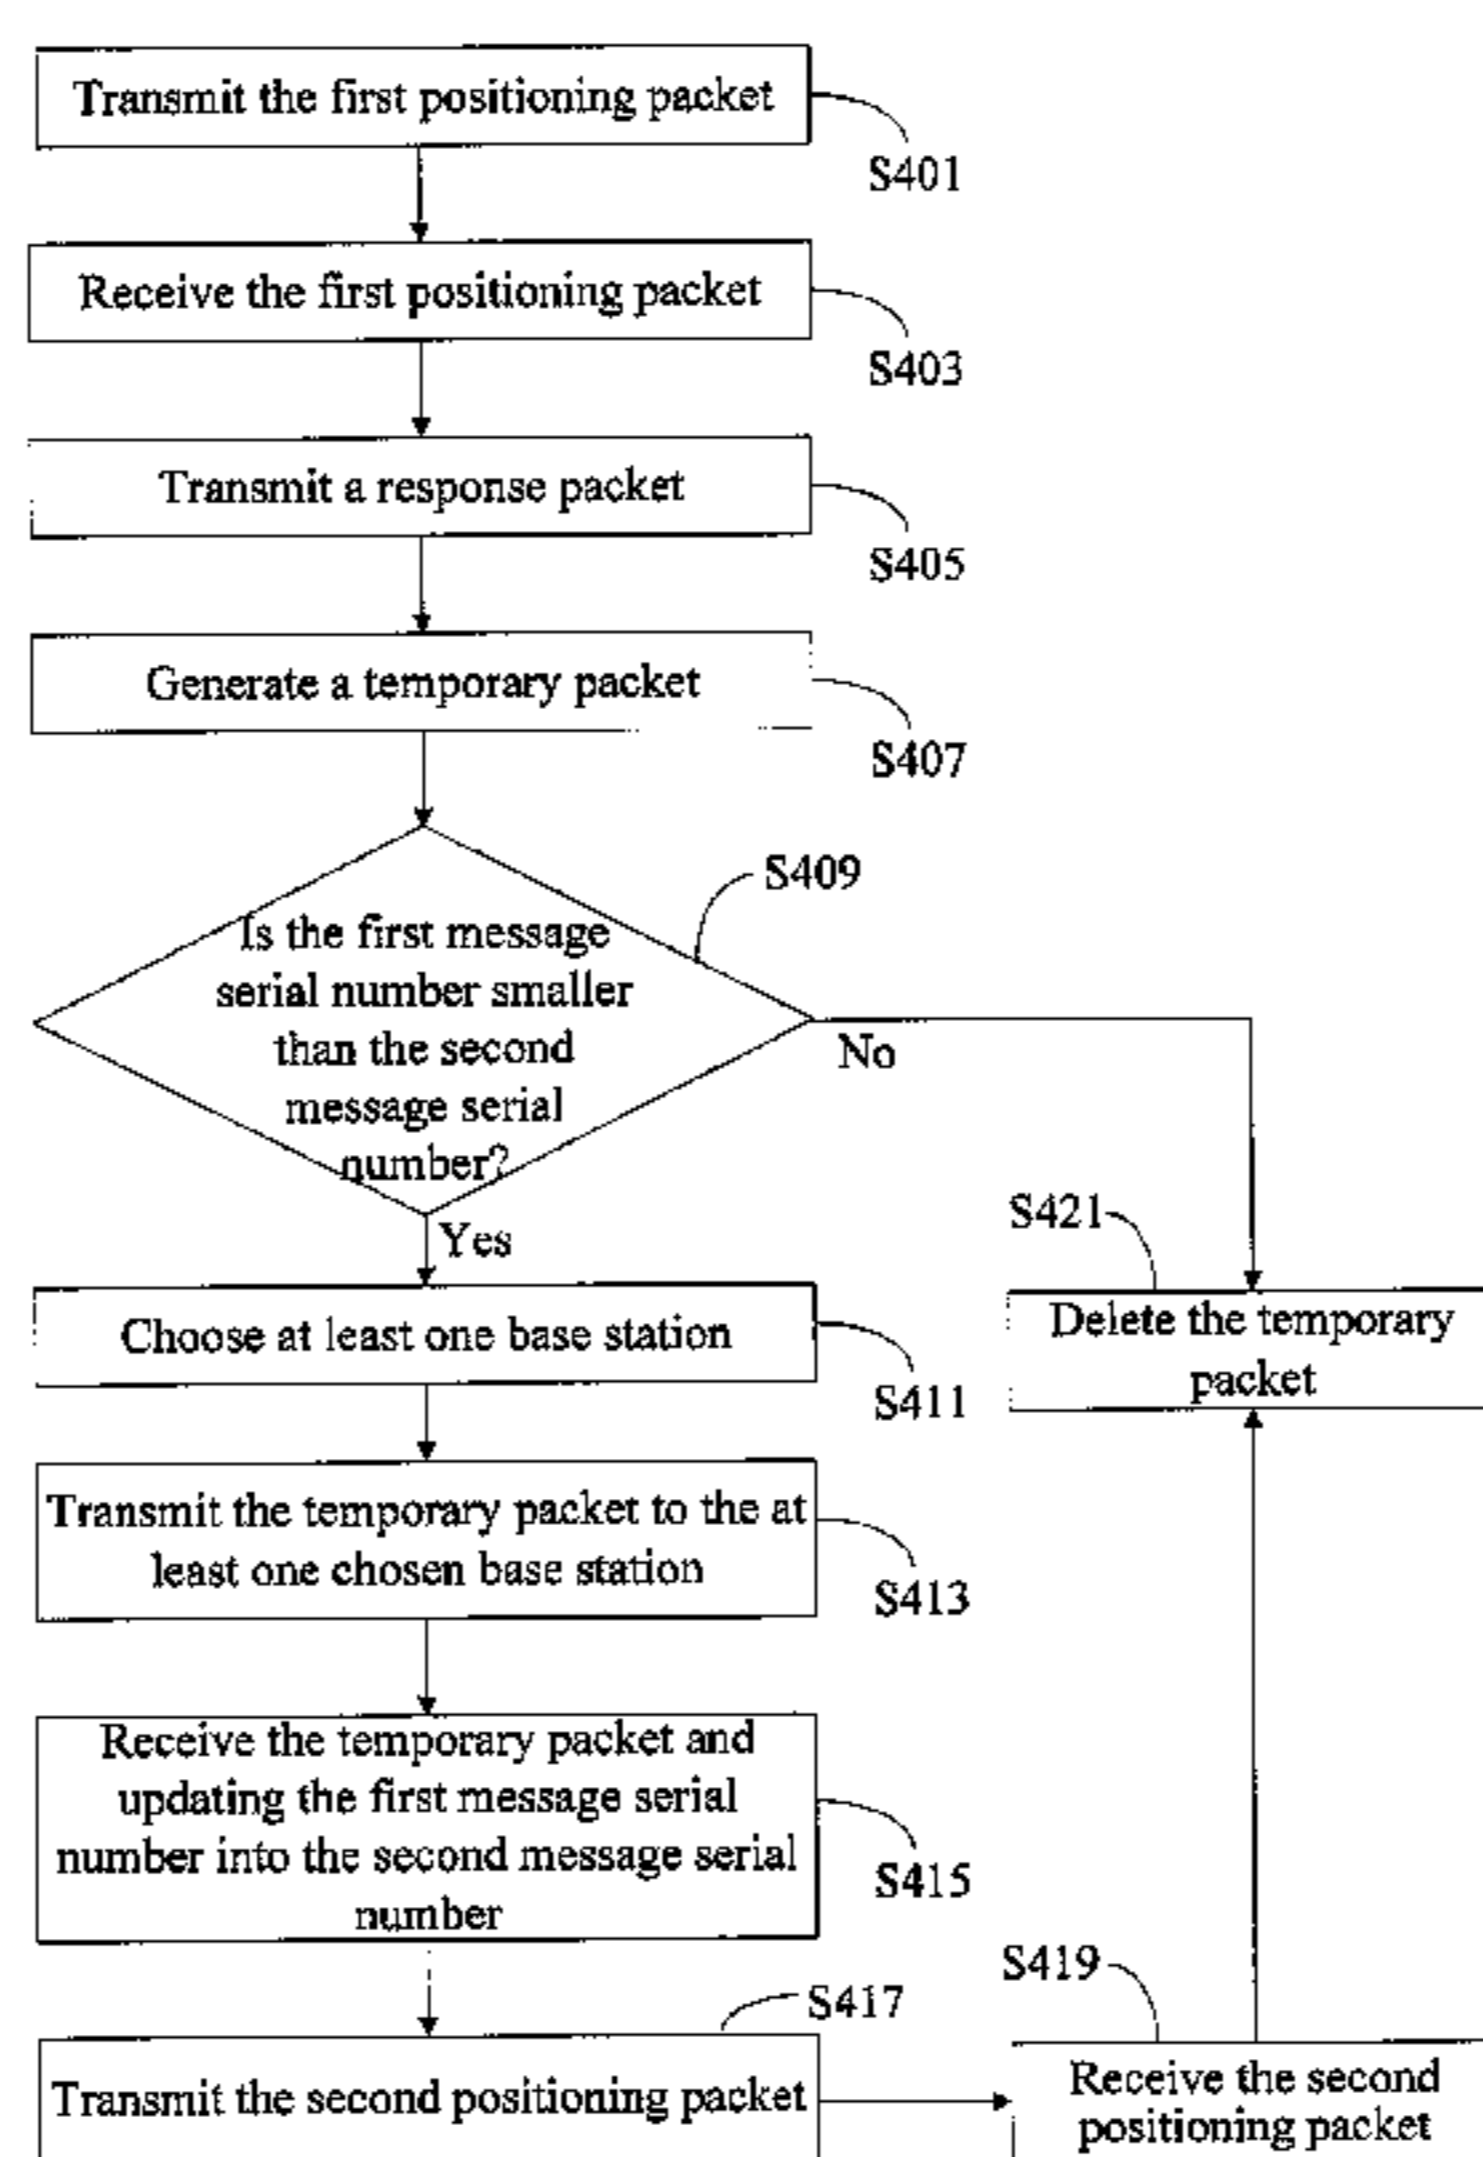 Transmit the first positioning packet
S401
Receive the first positioning packet
S403
Transmit a response packet
S405
Generate a temporary packet
S407
S409
Is the first message
serial number smaller
than the second
message serial
number?
No
Yes
S421
Delete the temporary
packet
Choose at least one base station
S411
Transmit the temporary packet to the at
least one chosen base station
S413
Receive the temporary packet and
updating the first message serial
number into the second message serial
number
S415
S417
Transmit the second positioning packet
S419
Receive the second
positioning packet